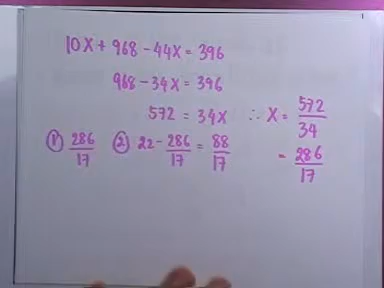 10x + 968 - 44x = 396
968 - 34x = 396
572 = 34x ∴ x = 572/34
① 286/17 ② 22 - 286/17 = 88/17 = 286/17